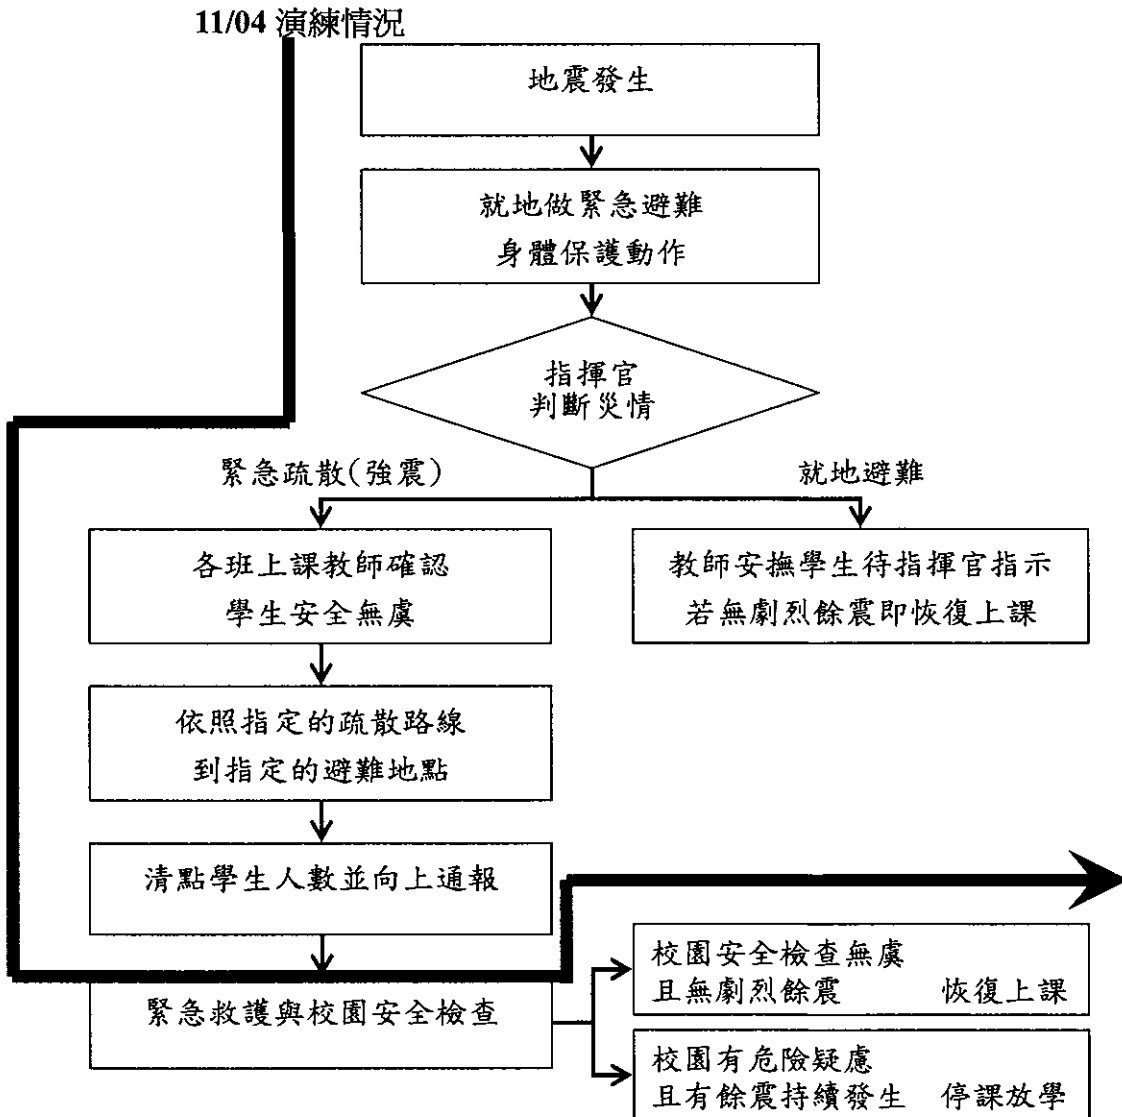 11/04 演練情況
地震發生
就地做緊急避難
身體保護動作
指揮官
判斷災情
緊急疏散(強震)
就地避難
各班上課教師確認
學生安全無虞
教師安撫學生待指揮官指示
若無劇烈餘震即恢復上課
依照指定的疏散路線
到指定的避難地點
清點學生人數並向上通報
緊急救護與校園安全檢查
校園安全檢查無虞
且無劇烈餘震 恢復上課
校園有危險疑慮
且有餘震持續發生 停課放學